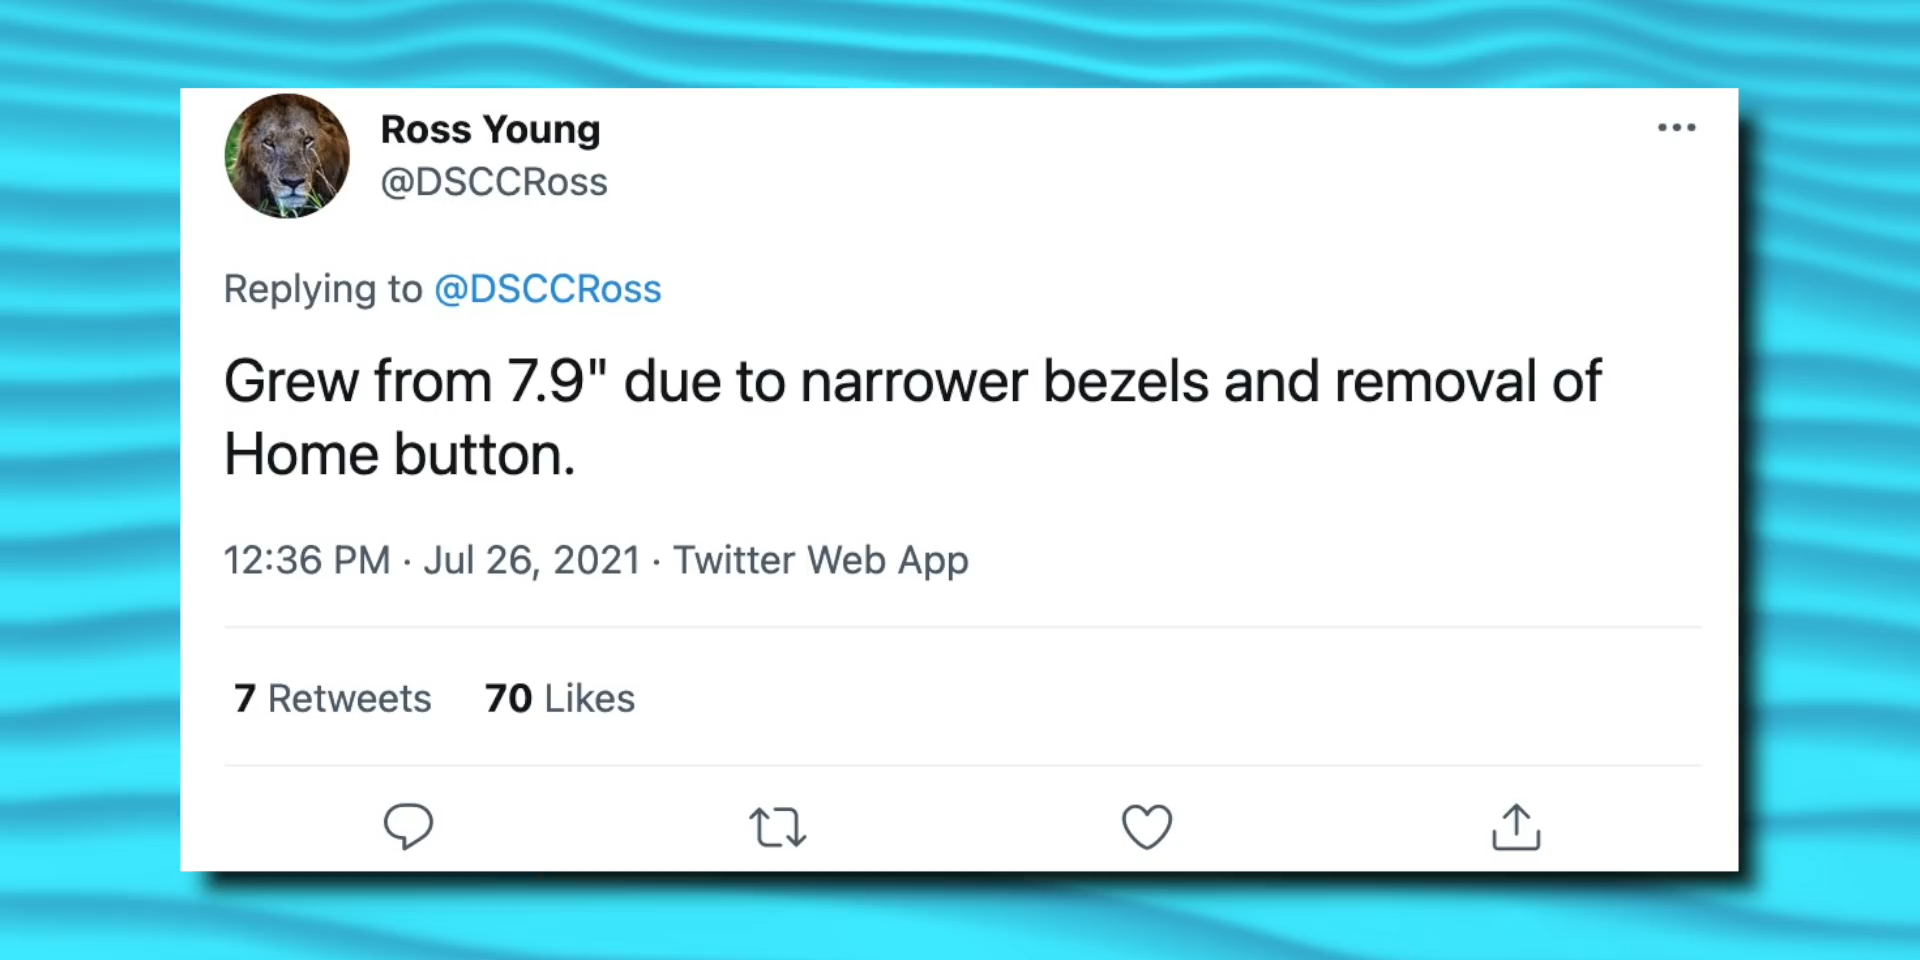 Ross Young
@DSCCRoss
Replying to @DSCCRoss
Grew from 7.9" due to narrower bezels and removal of
Home button.
12:36 PM · Jul 26, 2021 · Twitter Web App
7 Retweets 70 Likes